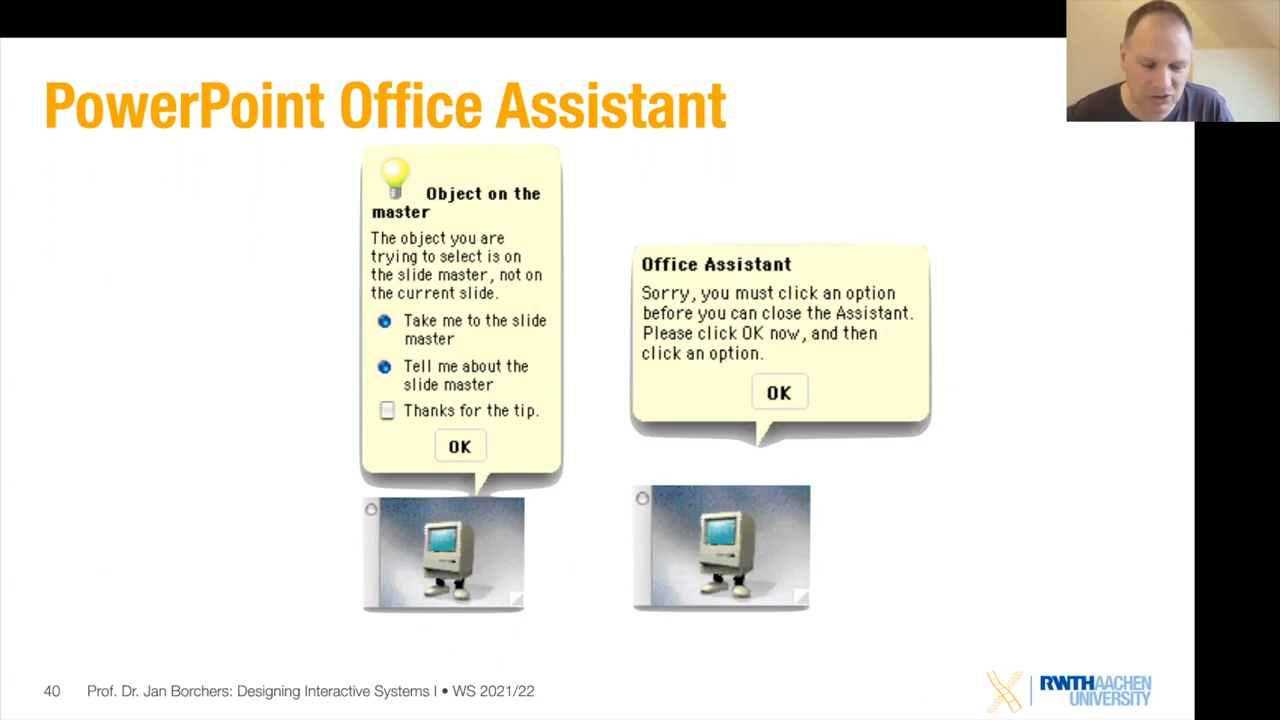 PowerPoint Office Assistant
Object on the
master
The object you are
trying to select is on
the slide master, not on
the current slide.
Take me to the slide
master
Tell me about the
slide master
Thanks for the tip.
OK
Office Assistant
Sorry, you must click an option
before you can close the Assistant.
Please click OK now, and then
click an option.
OK
40 Prof. Dr. Jan Borchers: Designing Interactive Systems I • WS 2021/22
RWTHAACHEN
UNIVERSITY